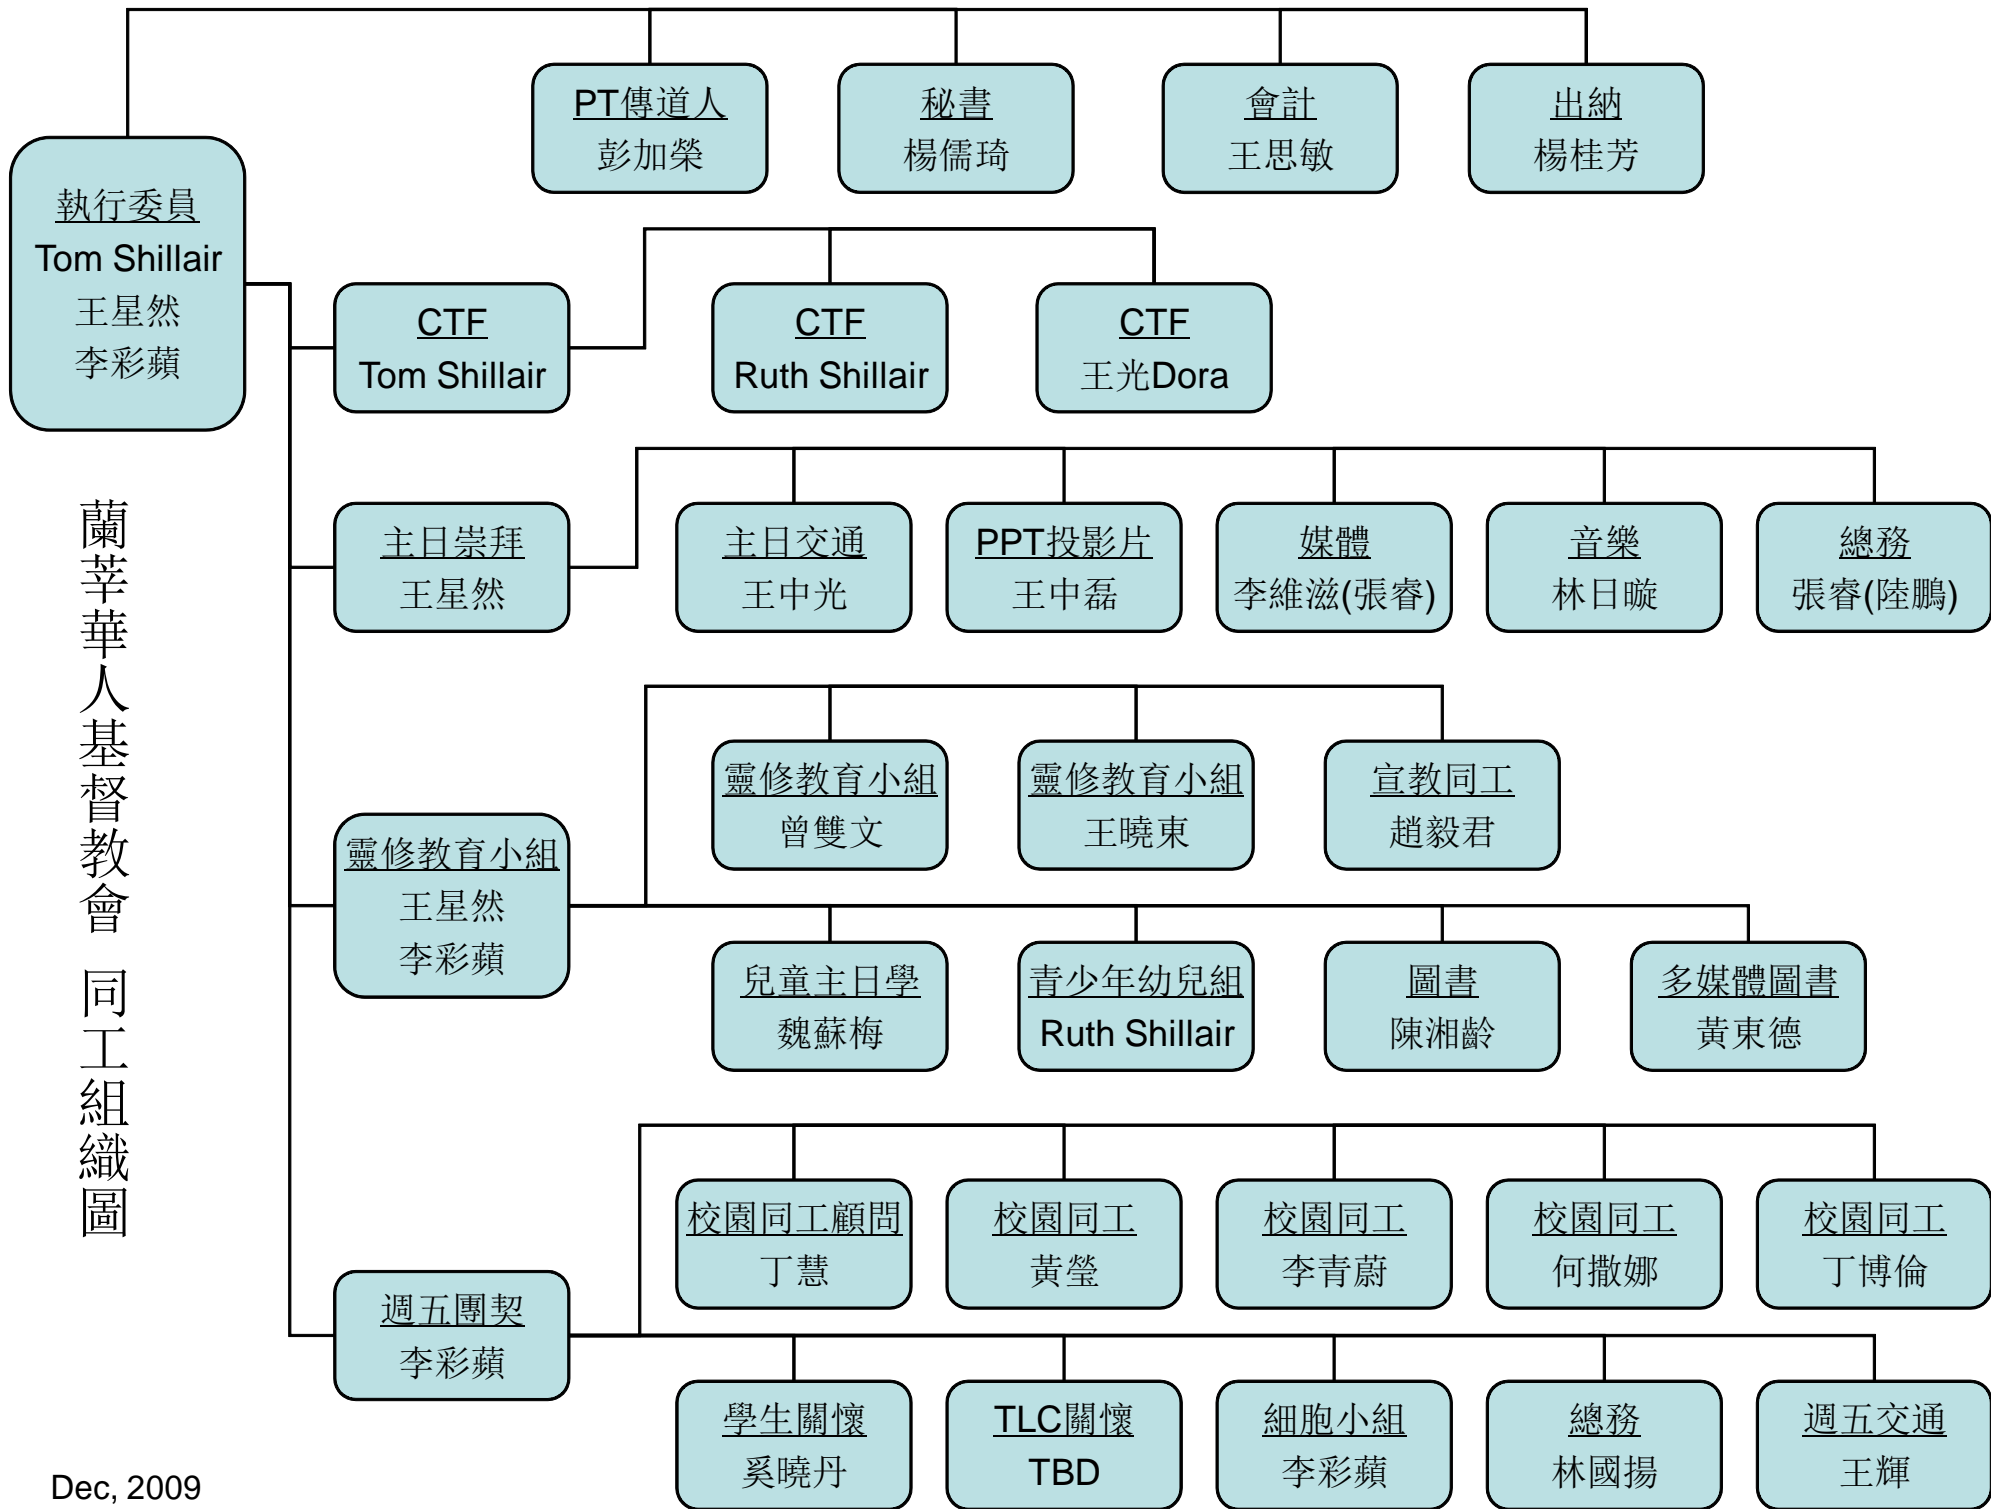 PT傳道人
彭加榮
秘書
楊儒琦
會計
王思敏
出納
楊桂芳
執行委員
Tom Shillair
王星然
李彩蘋
CTF
Tom Shillair
CTF
Ruth Shillair
CTF
王光Dora
主日崇拜
王星然
主日交通
王中光
PPT投影片
王中磊
媒體
李維滋(張睿)
音樂
林日暶
總務
張睿(陸鵬)
蘭莘華人基督教會 同工組織圖
靈修教育小組
王星然
李彩蘋
靈修教育小組
曾雙文
靈修教育小組
王曉東
宣教同工
趙毅君
兒童主日學
魏蘇梅
青少年幼兒組
Ruth Shillair
圖書
陳湘齡
多媒體圖書
黃東德
週五團契
李彩蘋
校園同工顧問
丁慧
校園同工
黃瑩
校園同工
李青蔚
校園同工
何撒娜
校園同工
丁博倫
學生關懷
奚曉丹
TLC關懷
TBD
細胞小組
李彩蘋
總務
林國揚
週五交通
王輝
Dec, 2009